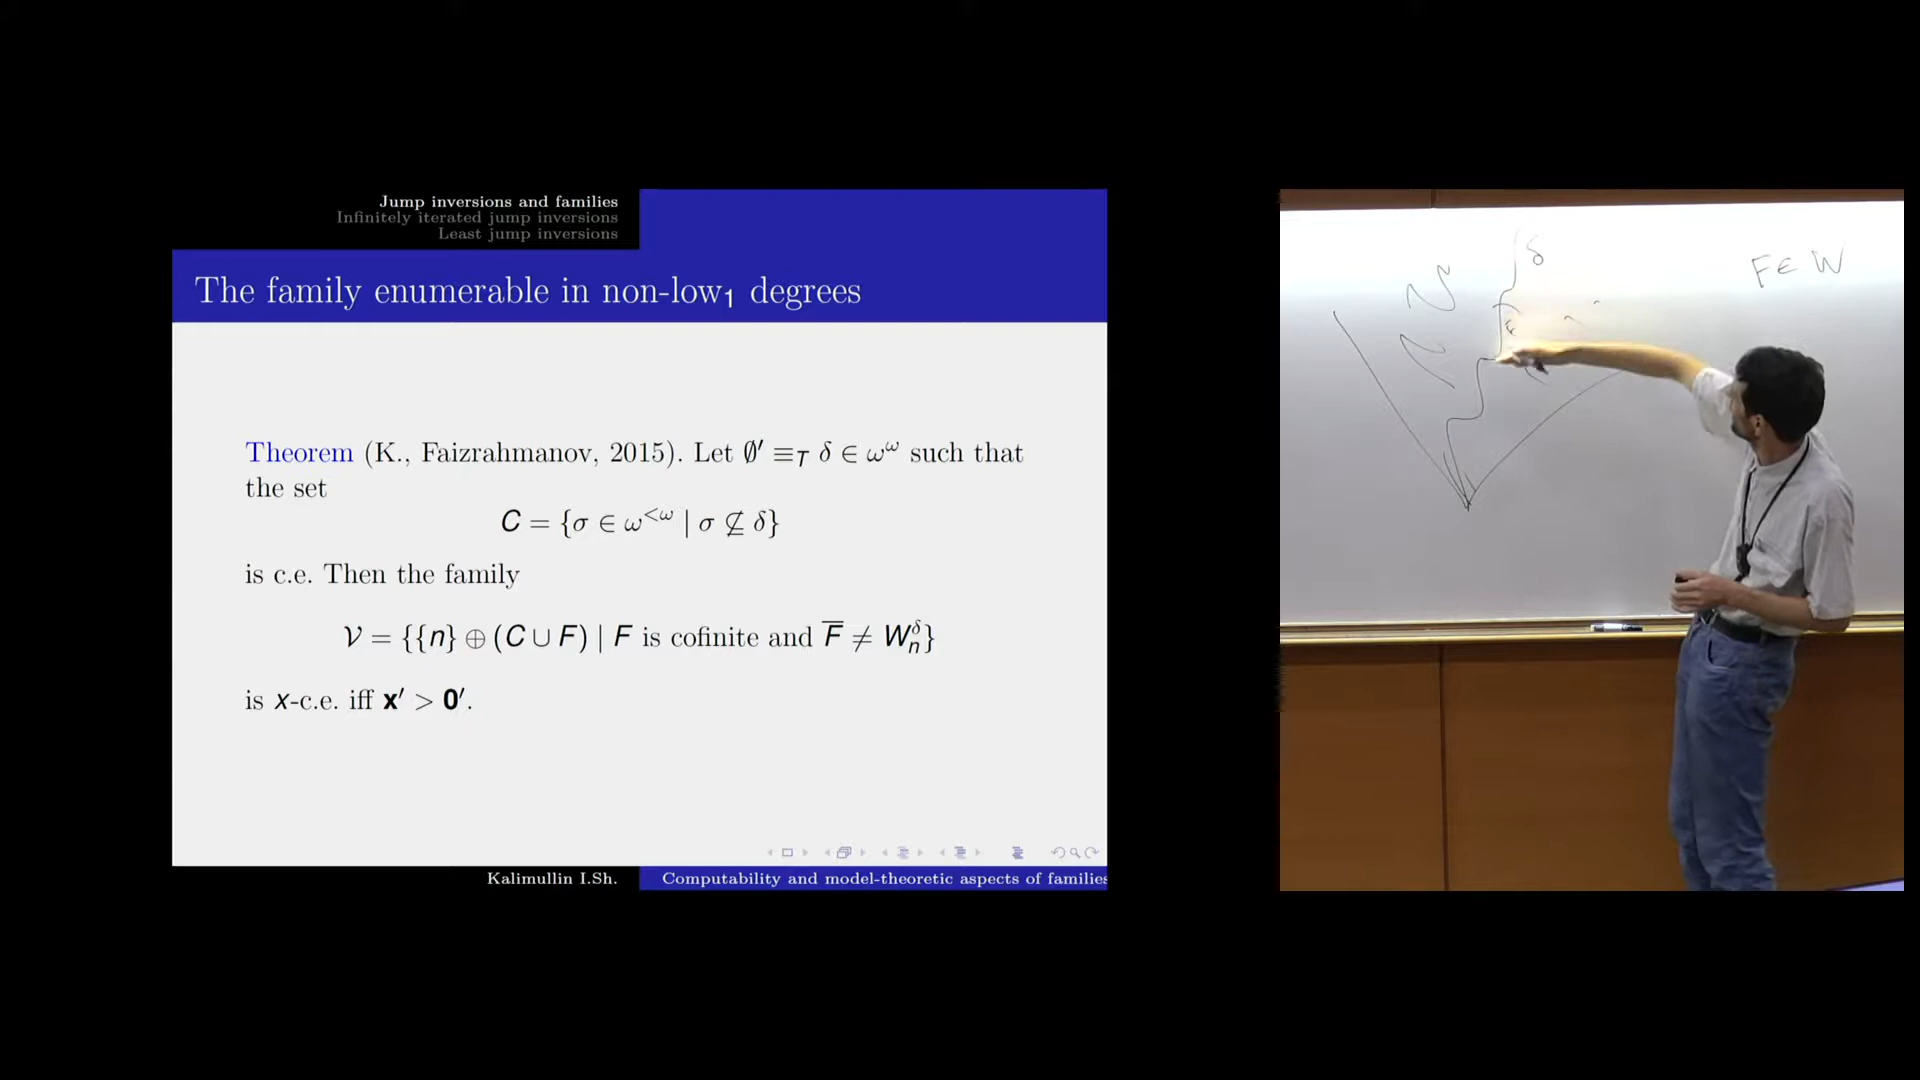 Jump inversions and families
Infinitely iterated jump inversions
Least jump inversions
The family enumerable in non-low₁ degrees
Theorem (K., Faizrahmanov, 2015). Let ∅′ ≡_T δ ∈ ω^ω such that
the set
C = {σ ∈ ω^{<ω} | σ ⊈ δ}
is c.e. Then the family
𝒱 = {{n} ⊕ (C ∪ F) | F is cofinite and F̅ ≠ W_n^δ}
is x-c.e. iff x′ > 0′.
Kalimullin I.Sh.
Computability and model-theoretic aspects of families
δ
F ∈ W